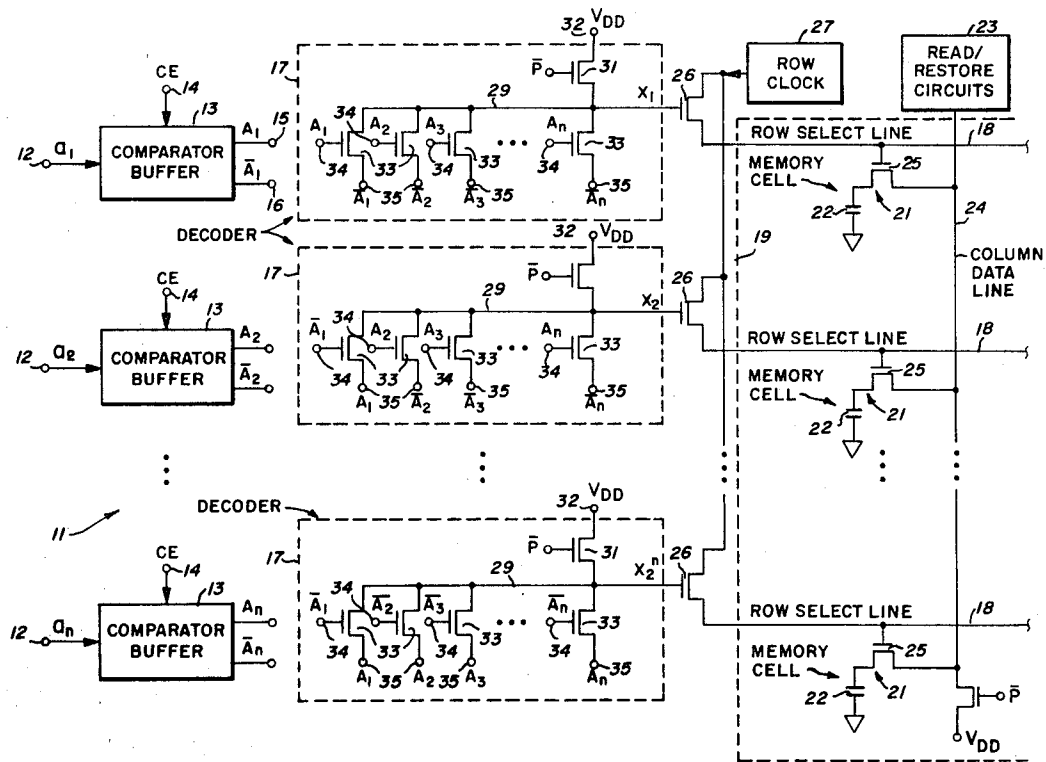 32 V_DD
27
23
ROW CLOCK
READ/ RESTORE CIRCUITS
17
P̄
31
26
CE
14
13
29
X₁
A₁ 15
34 A₁ A₂ A₃ Aₙ
33
12 a₁
COMPARATOR BUFFER
ROW SELECT LINE 18
Ā₁
16
34 33 34 33 34
MEMORY CELL
25
35 35 35 35
Ā₁ Ā₂ Ā₃ Āₙ
22
21
24
DECODER
32 V_DD
19
COLUMN DATA LINE
17
P̄
26
CE
14
13
29
X₂
A₂
34 Ā₁ A₂ A₃ Aₙ
33
12 a₂
COMPARATOR BUFFER
ROW SELECT LINE 18
Ā₂
34 33 34 33 34
MEMORY CELL
25
35 35 35 35
A₁ Ā₂ Ā₃ Āₙ
22
21
DECODER
32 V_DD
11
17
P̄
31
26
CE
14
13
29
X₂ⁿ
Aₙ
34 Ā₁ Ā₂ Ā₃ Āₙ
33
12 aₙ
COMPARATOR BUFFER
ROW SELECT LINE 18
Āₙ
34 33 34 33 34
MEMORY CELL
25
35 35 35 35
A₁ A₂ A₃ Aₙ
22
21
P̄
V_DD